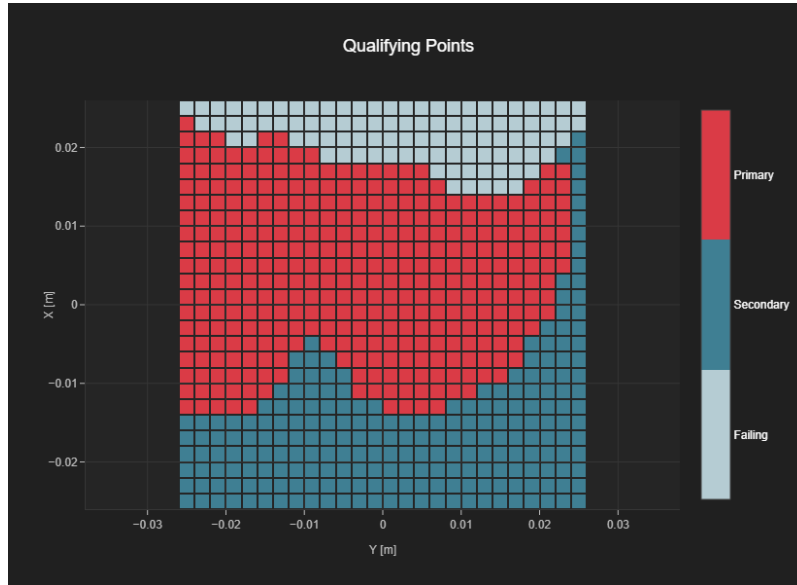 Qualifying Points
0.02
0.01
0
−0.01
−0.02
X [m]
−0.03
−0.02
−0.01
0
0.01
0.02
0.03
Y [m]
Primary
Secondary
Failing